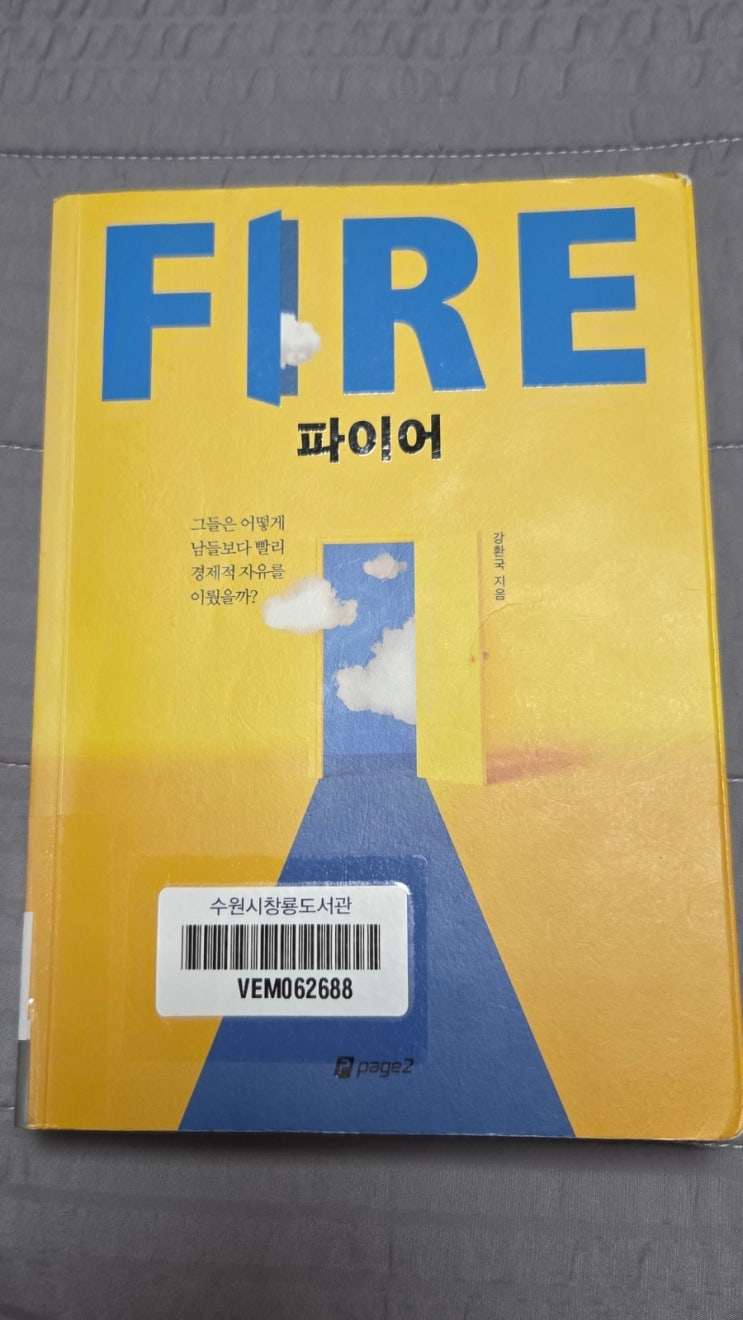 FIRE
파이어
그들은 어떻게
남들보다 빨리
경제적 자유를
이뤘을까?
강환국 지음
수원시창룡도서관
VEM062688
page2